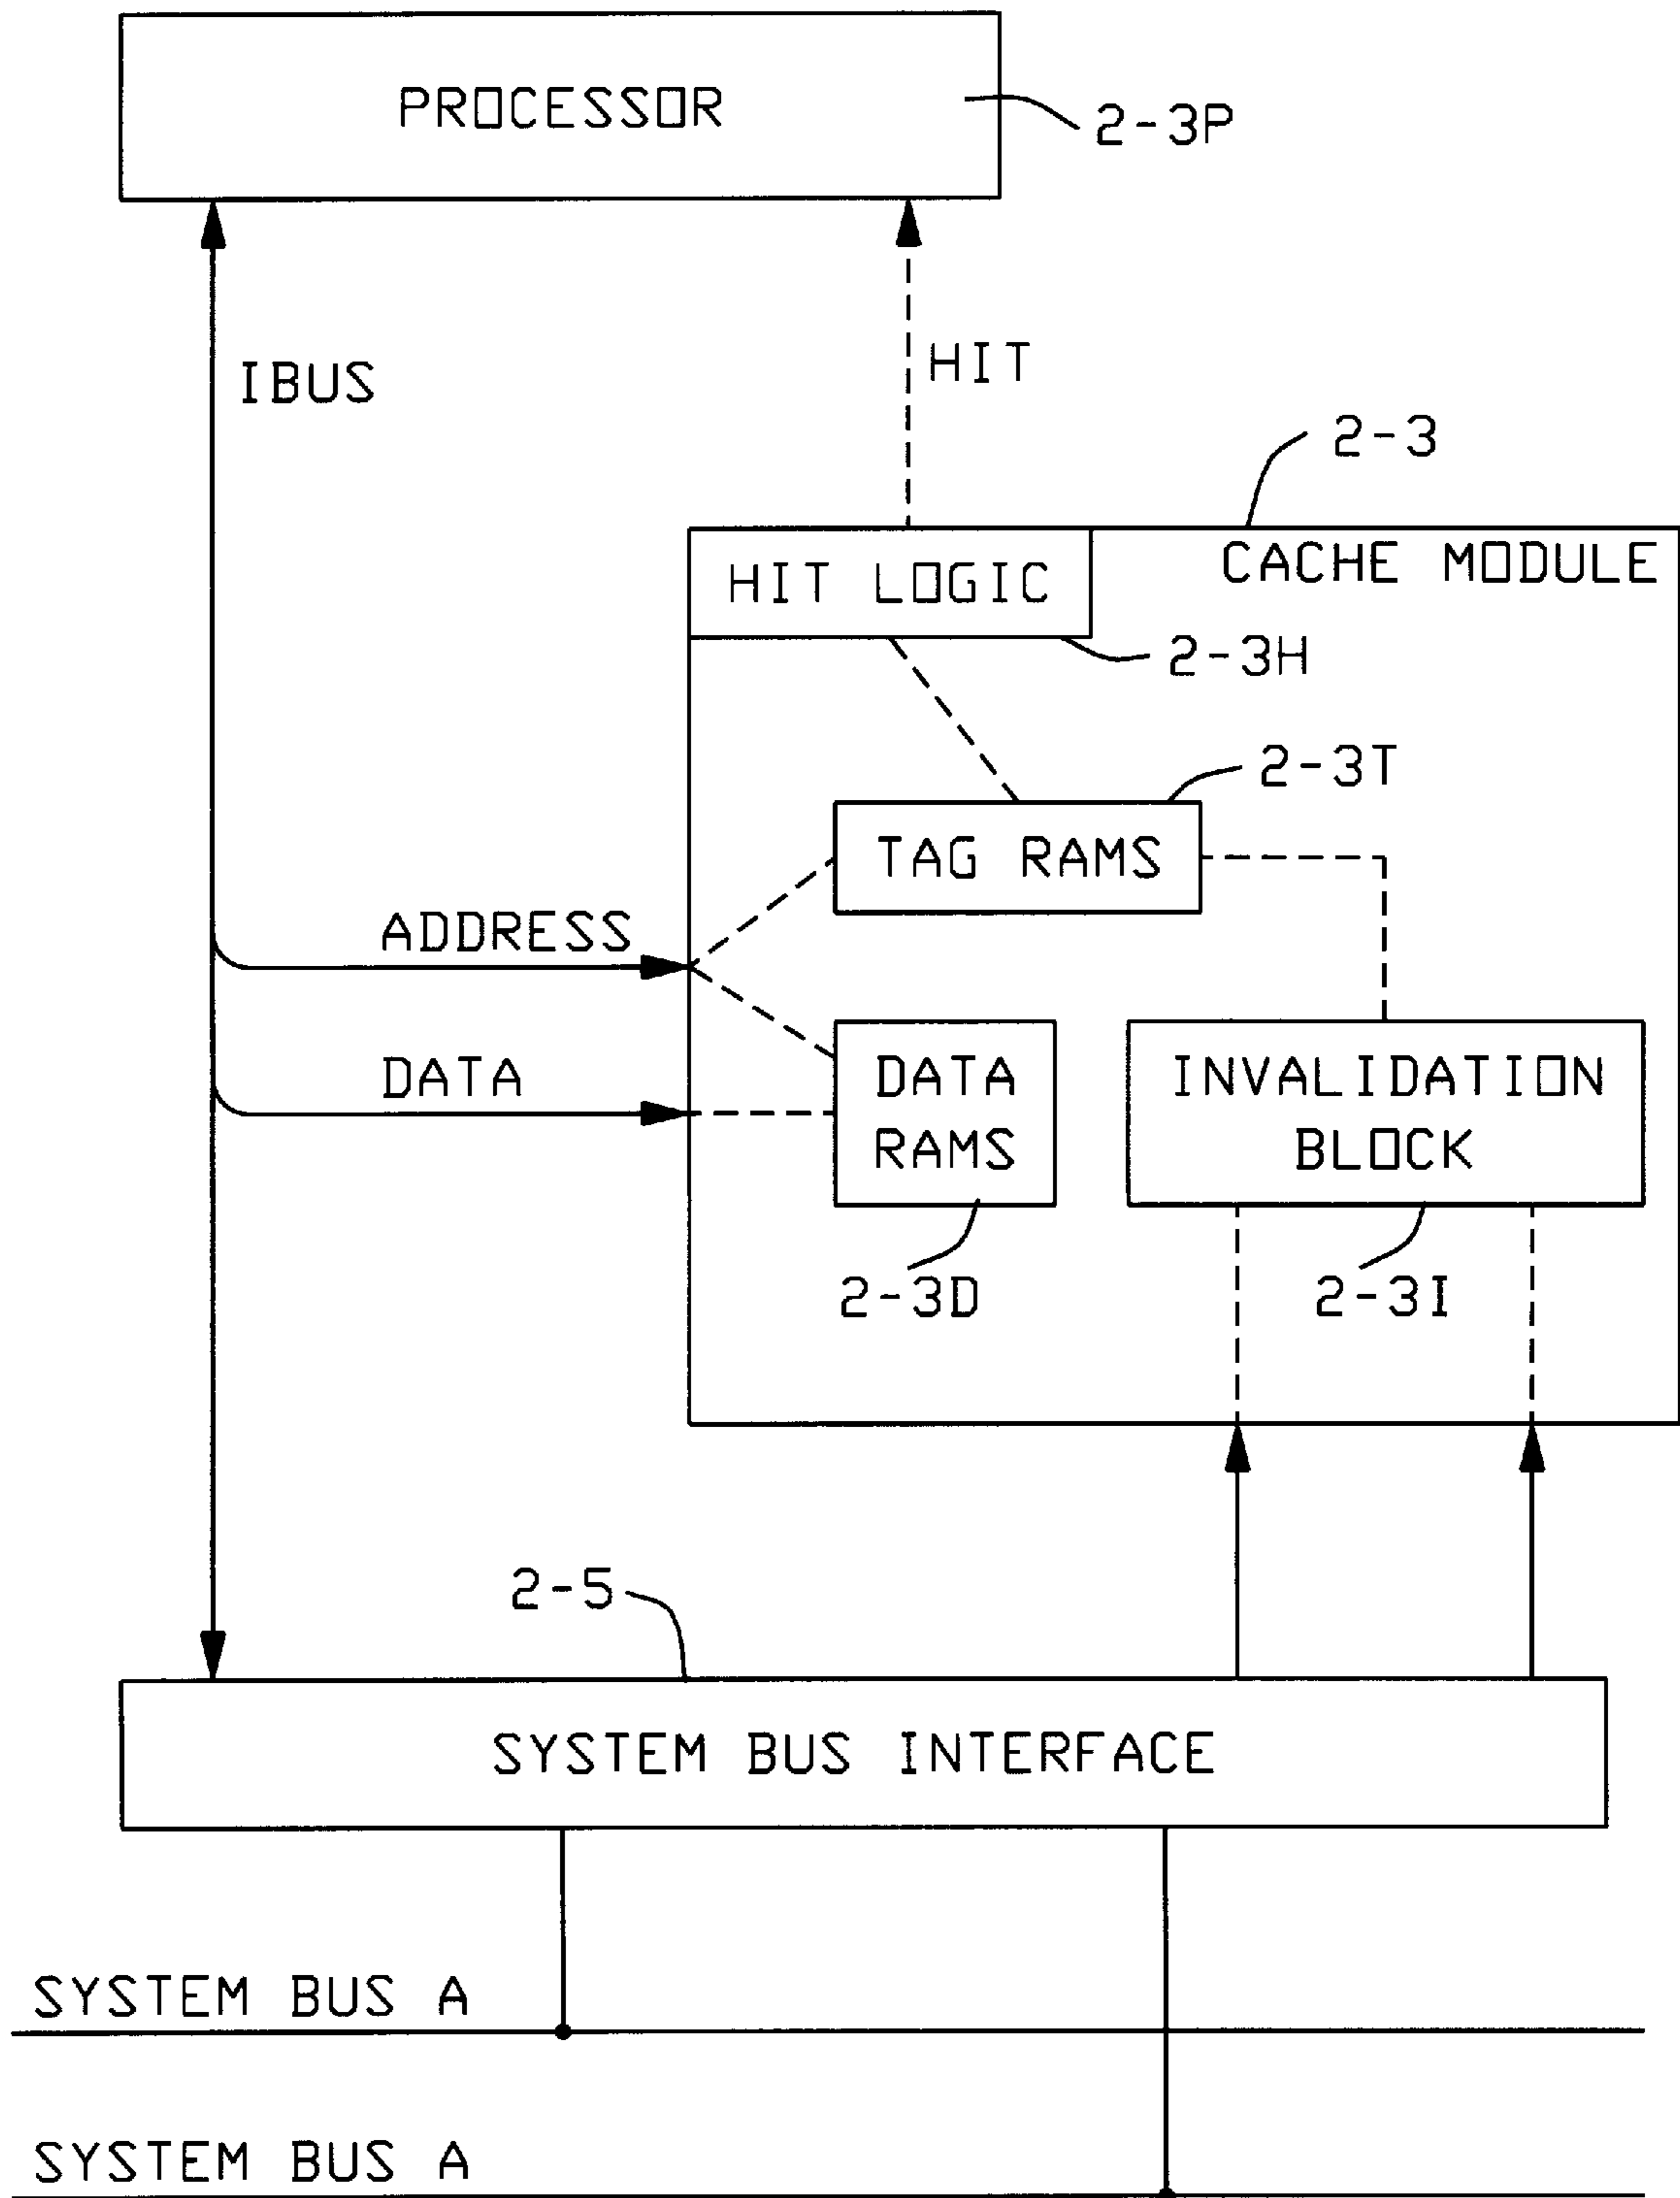 PROCESSOR
2-3P
IBUS
HIT
2-3
HIT LOGIC
CACHE MODULE
2-3H
2-3T
TAG RAMS
ADDRESS
DATA
DATA
RAMS
INVALIDATION
BLOCK
2-3D
2-3I
2-5
SYSTEM BUS INTERFACE
SYSTEM BUS A
SYSTEM BUS A